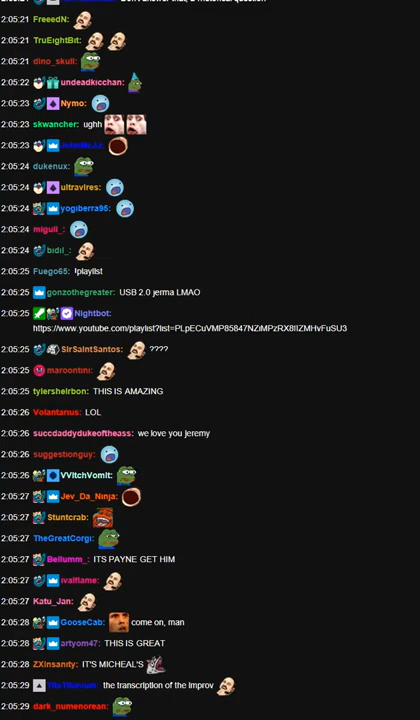 2:05:21 FreeedN:
2:05:21 TruEightBit:
2:05:21 dino_skull:
2:05:22 undeadkicchan:
2:05:23 Nymo:
2:05:23 skwancher: ughh
2:05:23
2:05:24 dukenux:
2:05:24 ultravires:
2:05:24 yogiberra95:
2:05:24 miguil_:
2:05:24 bidil_:
2:05:25 Fuego65: !playlist
2:05:25 gonzothegreater: USB 2.0 jerma LMAO
2:05:25 Nightbot:
https://www.youtube.com/playlist?list=PLpECuVMP85847NZiMPzRX8IIZMHvFuSU3
2:05:25 SirSaintSantos: ????
2:05:25 maroontini:
2:05:25 tylersheirbon: THIS IS AMAZING
2:05:26 Volantarius: LOL
2:05:26 succdaddydukeoftheass: we love you jeremy
2:05:26 suggestionguy:
2:05:26 VVitchVomit:
2:05:27 Jev_Da_Ninja:
2:05:27 Stuntcrab:
2:05:27 TheGreatCorgi:
2:05:27 Bellumm_: ITS PAYNE GET HIM
2:05:27 ivalflame:
2:05:27 Katu_Jan:
2:05:28 GooseCab: come on, man
2:05:28 artyom47: THIS IS GREAT
2:05:28 ZXInsanity: IT'S MICHEAL'S
2:05:29 the transcription of the improv
2:05:29 dark_numenorean: